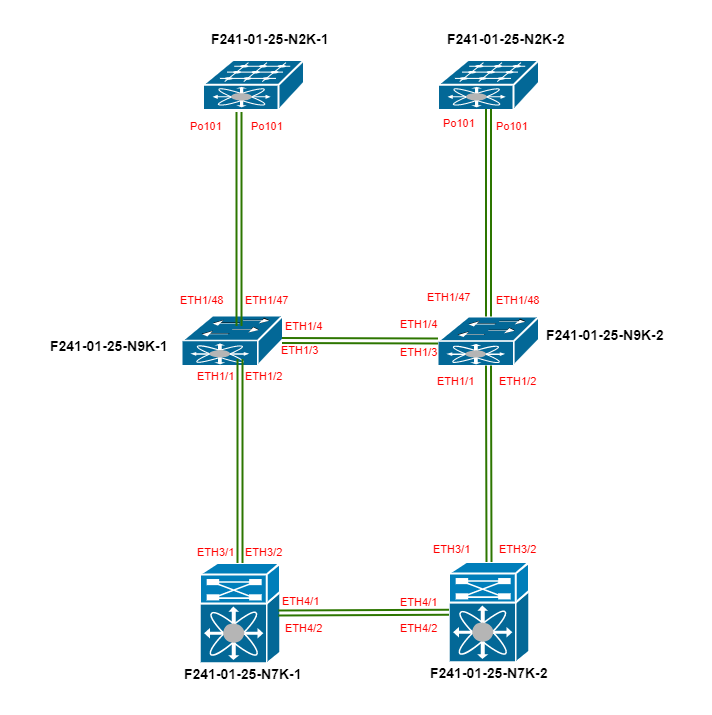 F241-01-25-N2K-1
F241-01-25-N2K-2
Po101
Po101
Po101
Po101
ETH1/48
ETH1/47
ETH1/47
ETH1/48
F241-01-25-N9K-1
ETH1/4
ETH1/4
F241-01-25-N9K-2
ETH1/3
ETH1/3
ETH1/1
ETH1/2
ETH1/1
ETH1/2
ETH3/1
ETH3/2
ETH3/1
ETH3/2
ETH4/1
ETH4/1
ETH4/2
ETH4/2
F241-01-25-N7K-1
F241-01-25-N7K-2